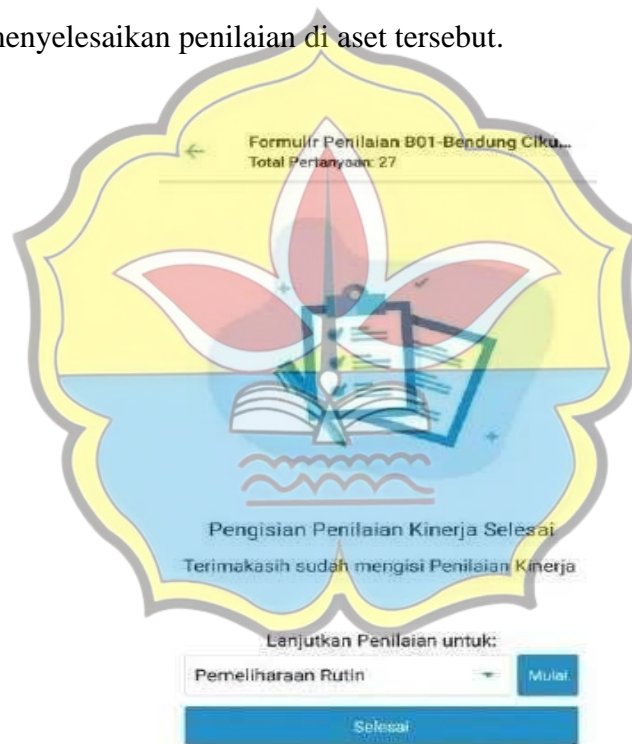 menyelesaikan penilaian di aset tersebut.
Formulir Penilaian B01-Bendung Ciku...
Total Pertanyaan: 27
Pengisian Penilaian Kinerja Selesai
Terimakasih sudah mengisi Penilaian Kinerja
Lanjutkan Penilaian untuk:
Pemeliharaan Rutin
Mulai
Selesai